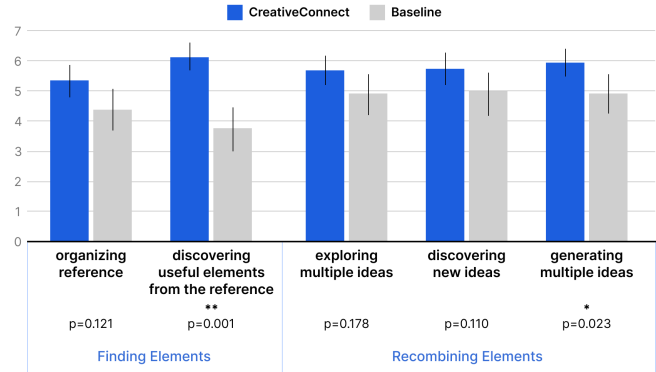 CreativeConnect Baseline
7
6
5
4
3
2
1
0
organizing
reference
p=0.121
discovering
useful elements
from the reference
**
p=0.001
exploring
multiple ideas
p=0.178
discovering
new ideas
p=0.110
generating
multiple ideas
*
p=0.023
Finding Elements
Recombining Elements